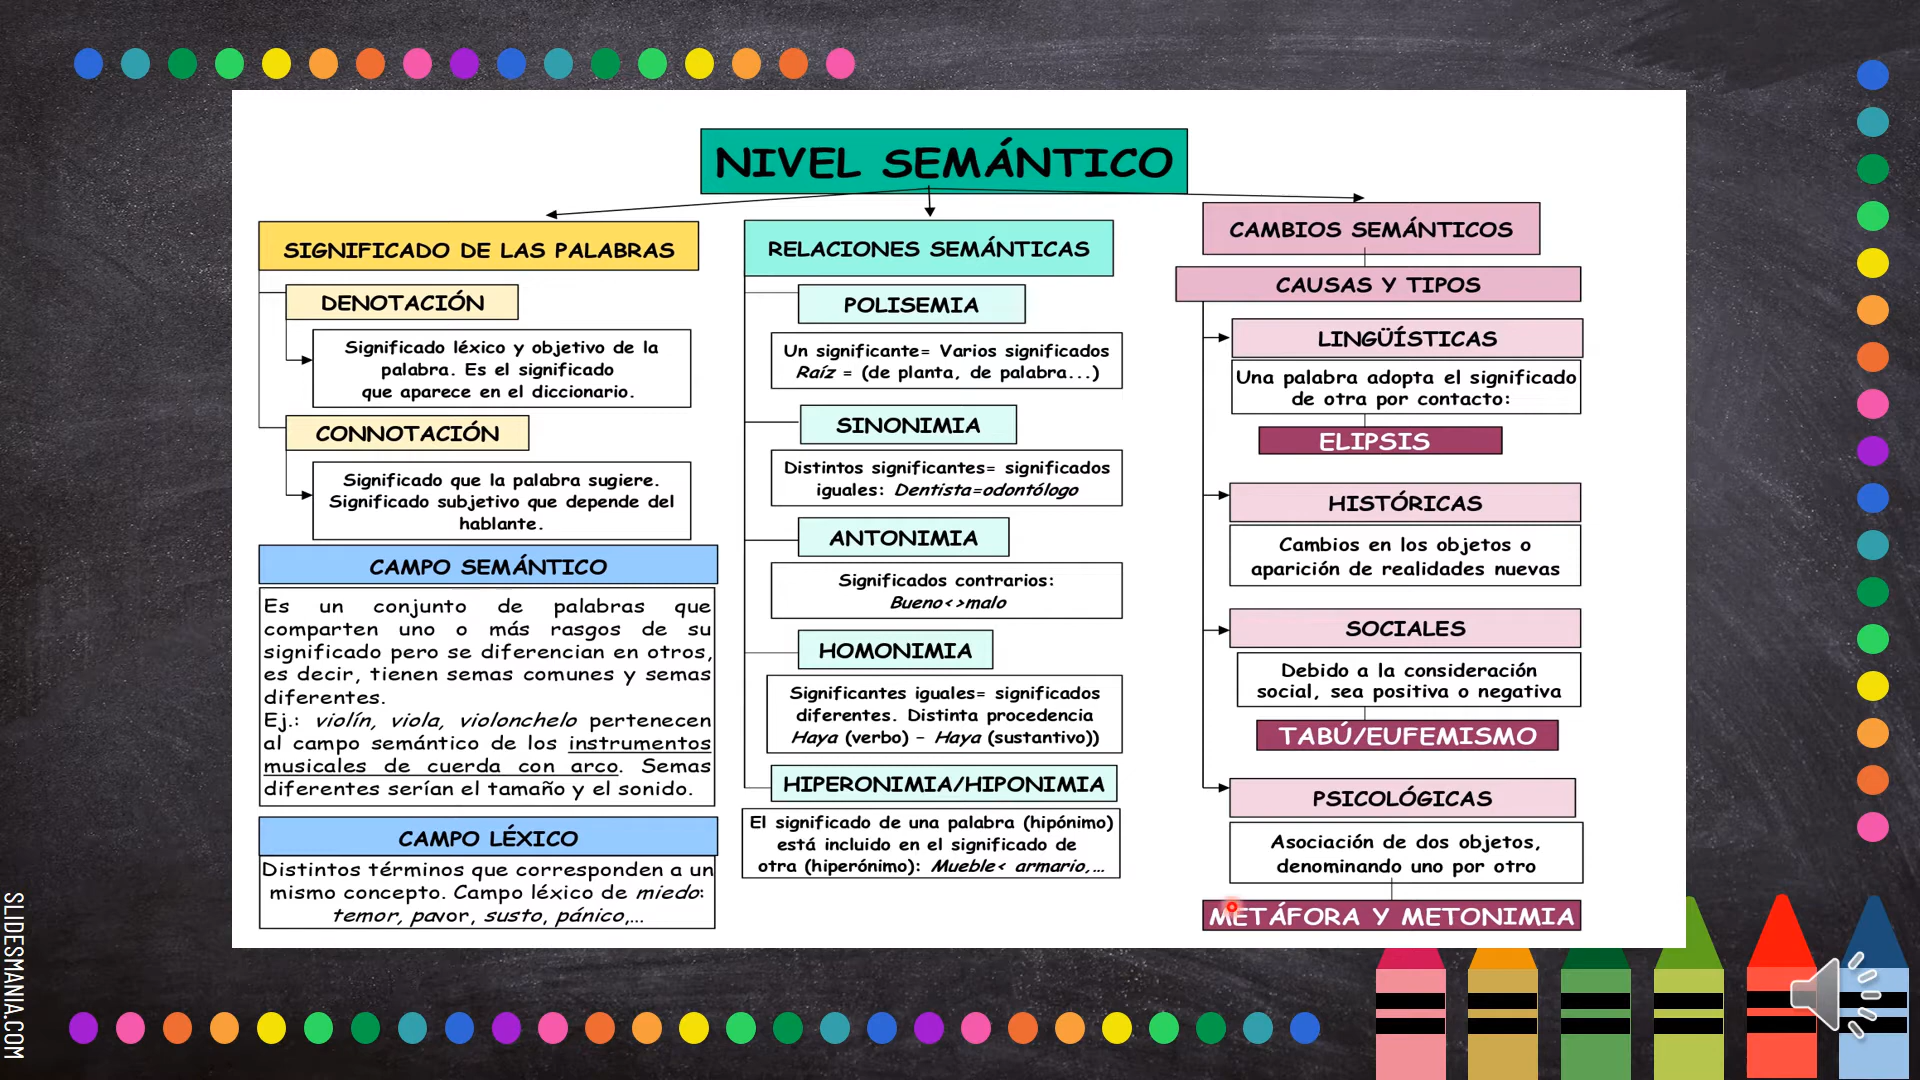 NIVEL SEMÁNTICO
SIGNIFICADO DE LAS PALABRAS
DENOTACIÓN
Significado léxico y objetivo de la
palabra. Es el significado
que aparece en el diccionario.
CONNOTACIÓN
Significado que la palabra sugiere.
Significado subjetivo que depende del
hablante.
CAMPO SEMÁNTICO
Es un conjunto de palabras que
comparten uno o más rasgos de su
significado pero se diferencian en otros,
es decir, tienen semas comunes y semas
diferentes.
Ej.: violín, viola, violonchelo pertenecen
al campo semántico de los instrumentos
musicales de cuerda con arco. Semas
diferentes serían el tamaño y el sonido.
CAMPO LÉXICO
Distintos términos que corresponden a un
mismo concepto. Campo léxico de miedo:
temor, pavor, susto, pánico,...
RELACIONES SEMÁNTICAS
POLISEMIA
Un significante= Varios significados
Raíz = (de planta, de palabra...)
SINONIMIA
Distintos significantes= significados
iguales: Dentista=odontólogo
ANTONIMIA
Significados contrarios:
Bueno<>malo
HOMONIMIA
Significantes iguales= significados
diferentes. Distinta procedencia
Haya (verbo) – Haya (sustantivo))
HIPERONIMIA/HIPONIMIA
El significado de una palabra (hipónimo)
está incluido en el significado de
otra (hiperónimo): Mueble< armario,...
CAMBIOS SEMÁNTICOS
CAUSAS Y TIPOS
LINGÜÍSTICAS
Una palabra adopta el significado
de otra por contacto:
ELIPSIS
HISTÓRICAS
Cambios en los objetos o
aparición de realidades nuevas
SOCIALES
Debido a la consideración
social, sea positiva o negativa
TABÚ/EUFEMISMO
PSICOLÓGICAS
Asociación de dos objetos,
denominando uno por otro
METÁFORA Y METONIMIA
SLIDESMANIA.COM